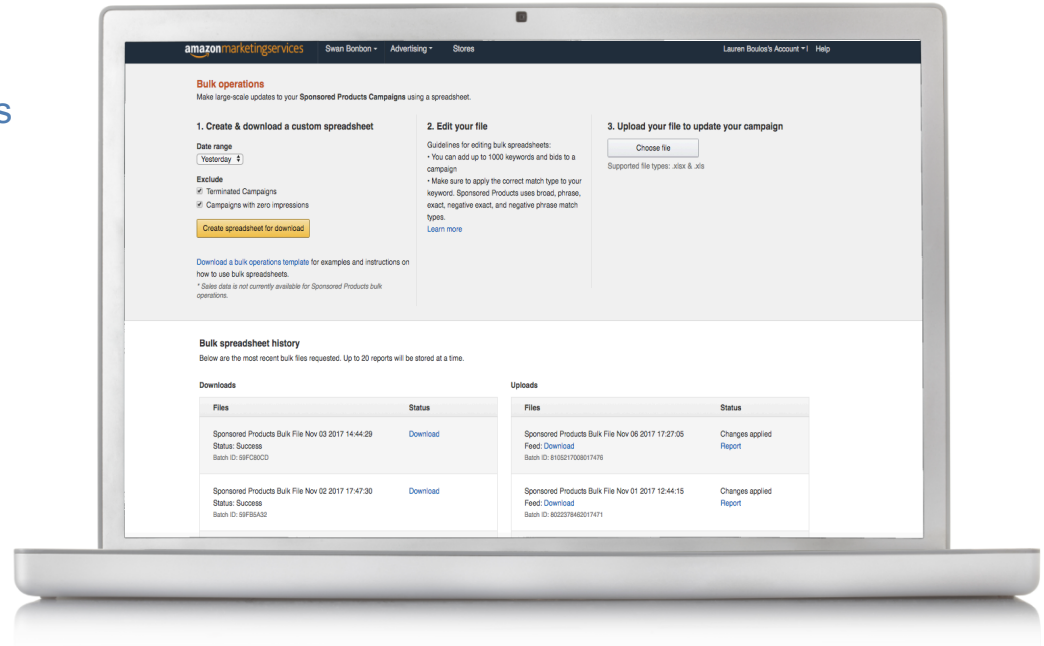 s
amazonmarketingservices Swan Bonbon Advertising Stores Lauren Boulos's Account | Help
Bulk operations
Make large-scale updates to your Sponsored Products Campaigns using a spreadsheet.
1. Create & download a custom spreadsheet
Date range
Yesterday
Exclude
Terminated Campaigns
Campaigns with zero impressions
Create spreadsheet for download
Download a bulk operations template for examples and instructions on
how to use bulk spreadsheets.
* Sales data is not currently available for Sponsored Products bulk
operations.
2. Edit your file
Guidelines for editing bulk spreadsheets:
• You can add up to 1000 keywords and bids to a
campaign
• Make sure to apply the correct match type to your
keyword. Sponsored Products uses broad, phrase,
exact, negative exact, and negative phrase match
types.
Learn more
3. Upload your file to update your campaign
Choose file
Supported file types: .xlsx & .xls
Bulk spreadsheet history
Below are the most recent bulk files requested. Up to 20 reports will be stored at a time.
Downloads
Files Status
Sponsored Products Bulk File Nov 03 2017 14:44:29 Download
Status: Success
Batch ID: 59FC80CD
Sponsored Products Bulk File Nov 02 2017 17:47:30 Download
Status: Success
Batch ID: 59FB5A32
Uploads
Files Status
Sponsored Products Bulk File Nov 06 2017 17:27:05 Changes applied
Feed: Download Report
Batch ID: 8105217008017476
Sponsored Products Bulk File Nov 01 2017 12:44:15 Changes applied
Feed: Download Report
Batch ID: 8022378462017471